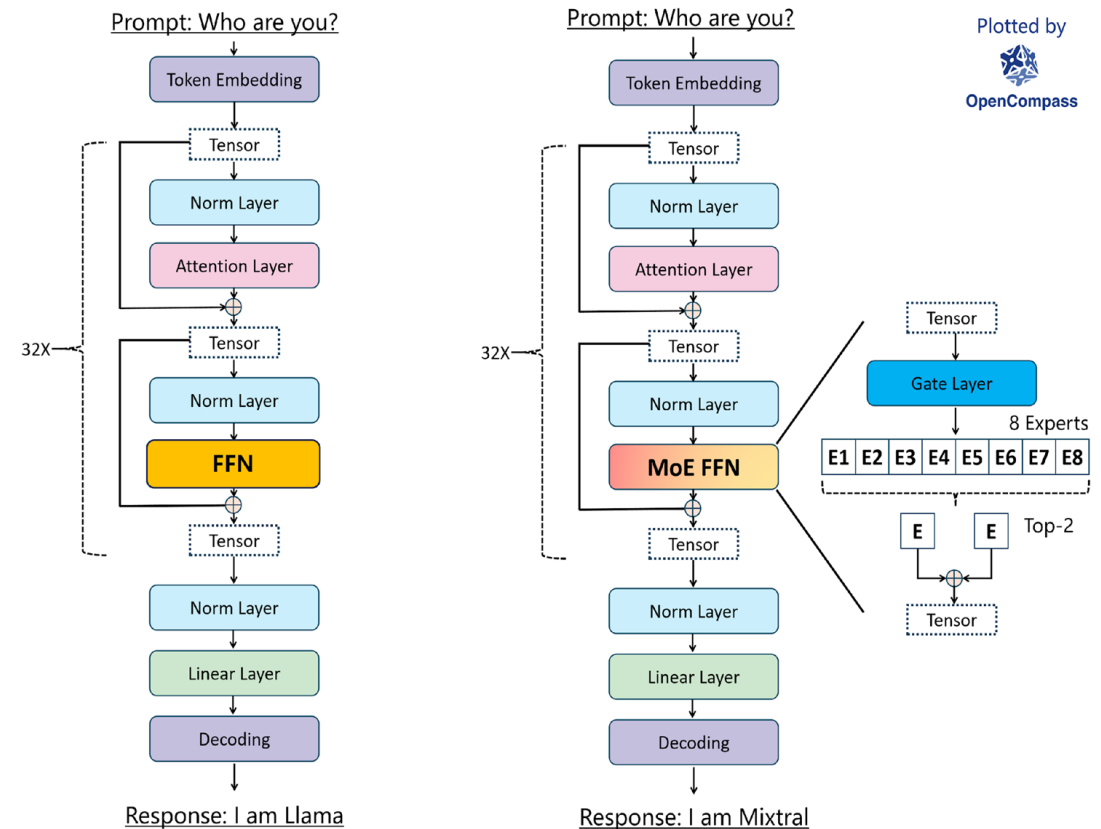 Prompt: Who are you?
Token Embedding
Tensor
Norm Layer
Attention Layer
32X
Tensor
Norm Layer
FFN
Tensor
Norm Layer
Linear Layer
Decoding
Response: I am Llama
Prompt: Who are you?
Token Embedding
Tensor
Norm Layer
Attention Layer
32X
Tensor
Norm Layer
MoE FFN
Tensor
Norm Layer
Linear Layer
Decoding
Response: I am Mixtral
Plotted by
OpenCompass
Tensor
Gate Layer
8 Experts
E1 E2 E3 E4 E5 E6 E7 E8
E E Top-2
Tensor